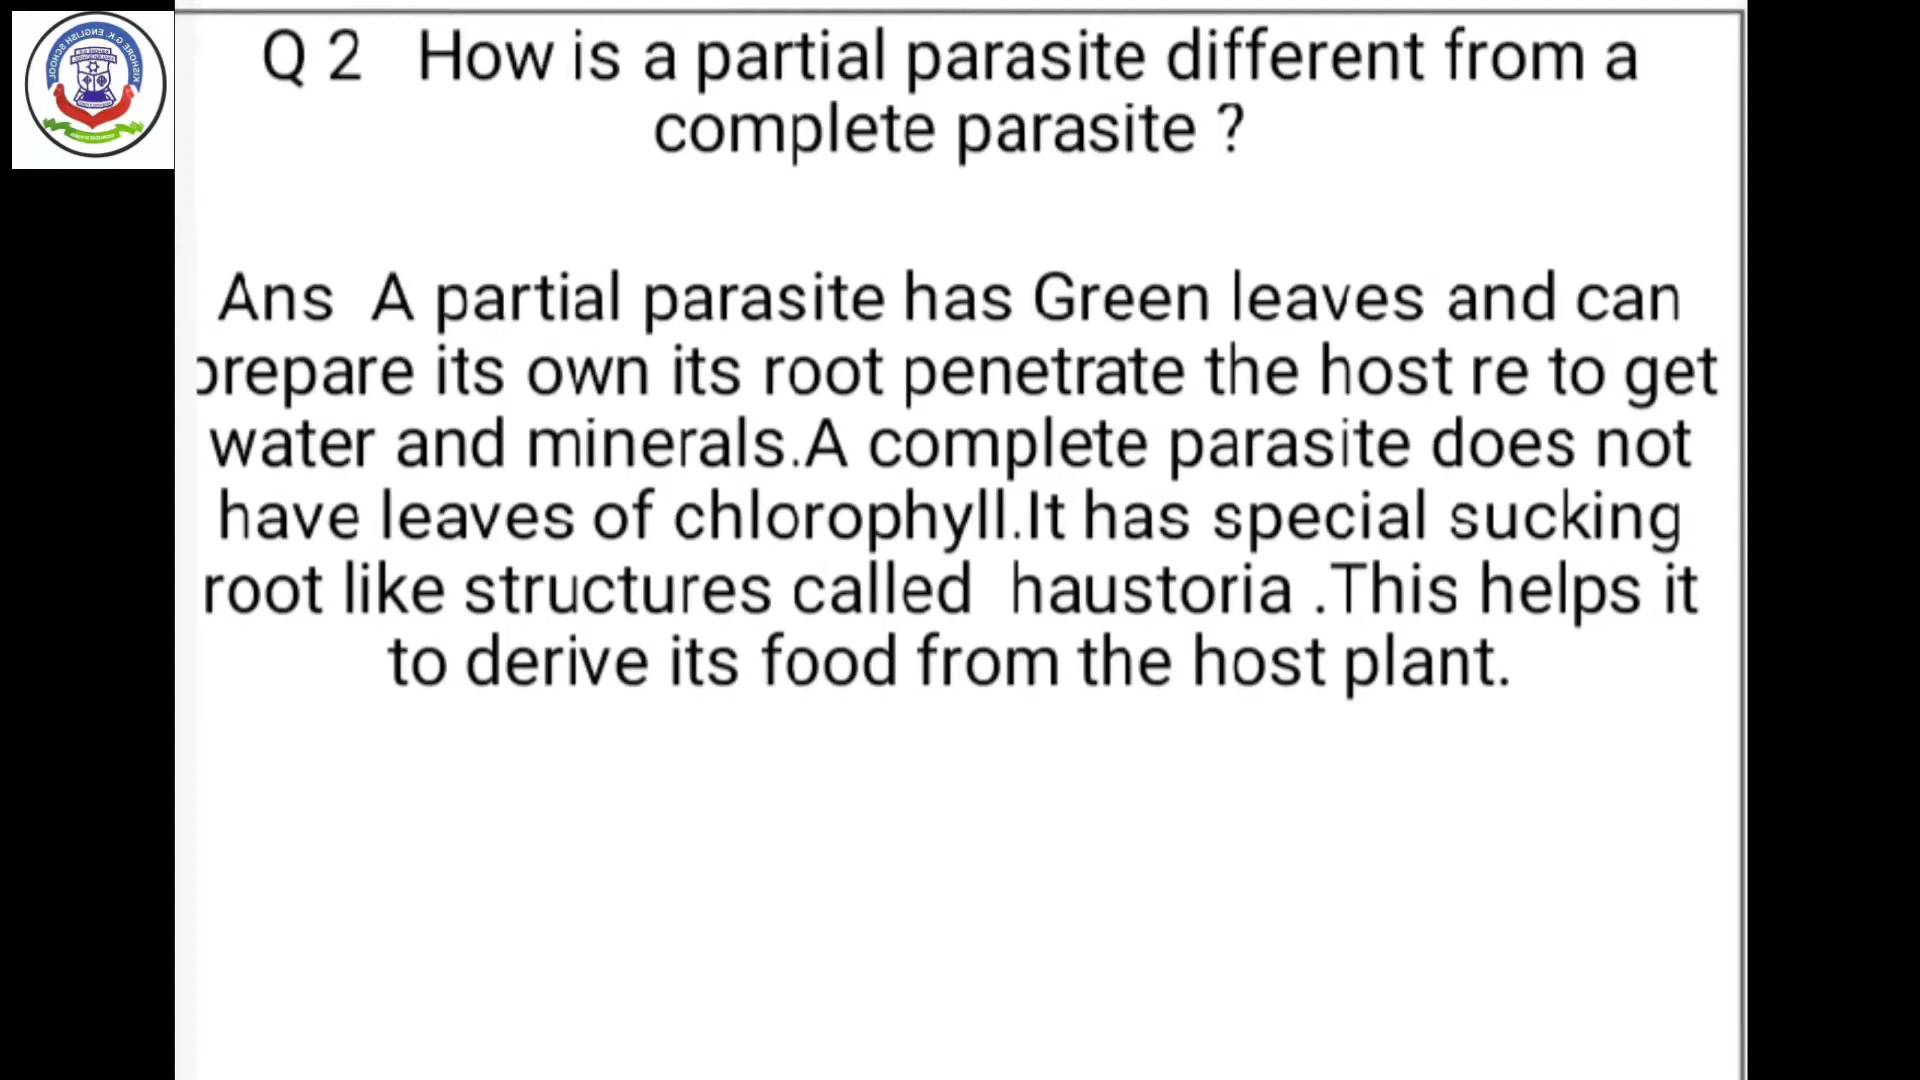 Q 2 How is a partial parasite different from a
complete parasite ?
Ans A partial parasite has Green leaves and can
prepare its own its root penetrate the host re to get
water and minerals.A complete parasite does not
have leaves of chlorophyll.It has special sucking
root like structures called haustoria .This helps it
to derive its food from the host plant.